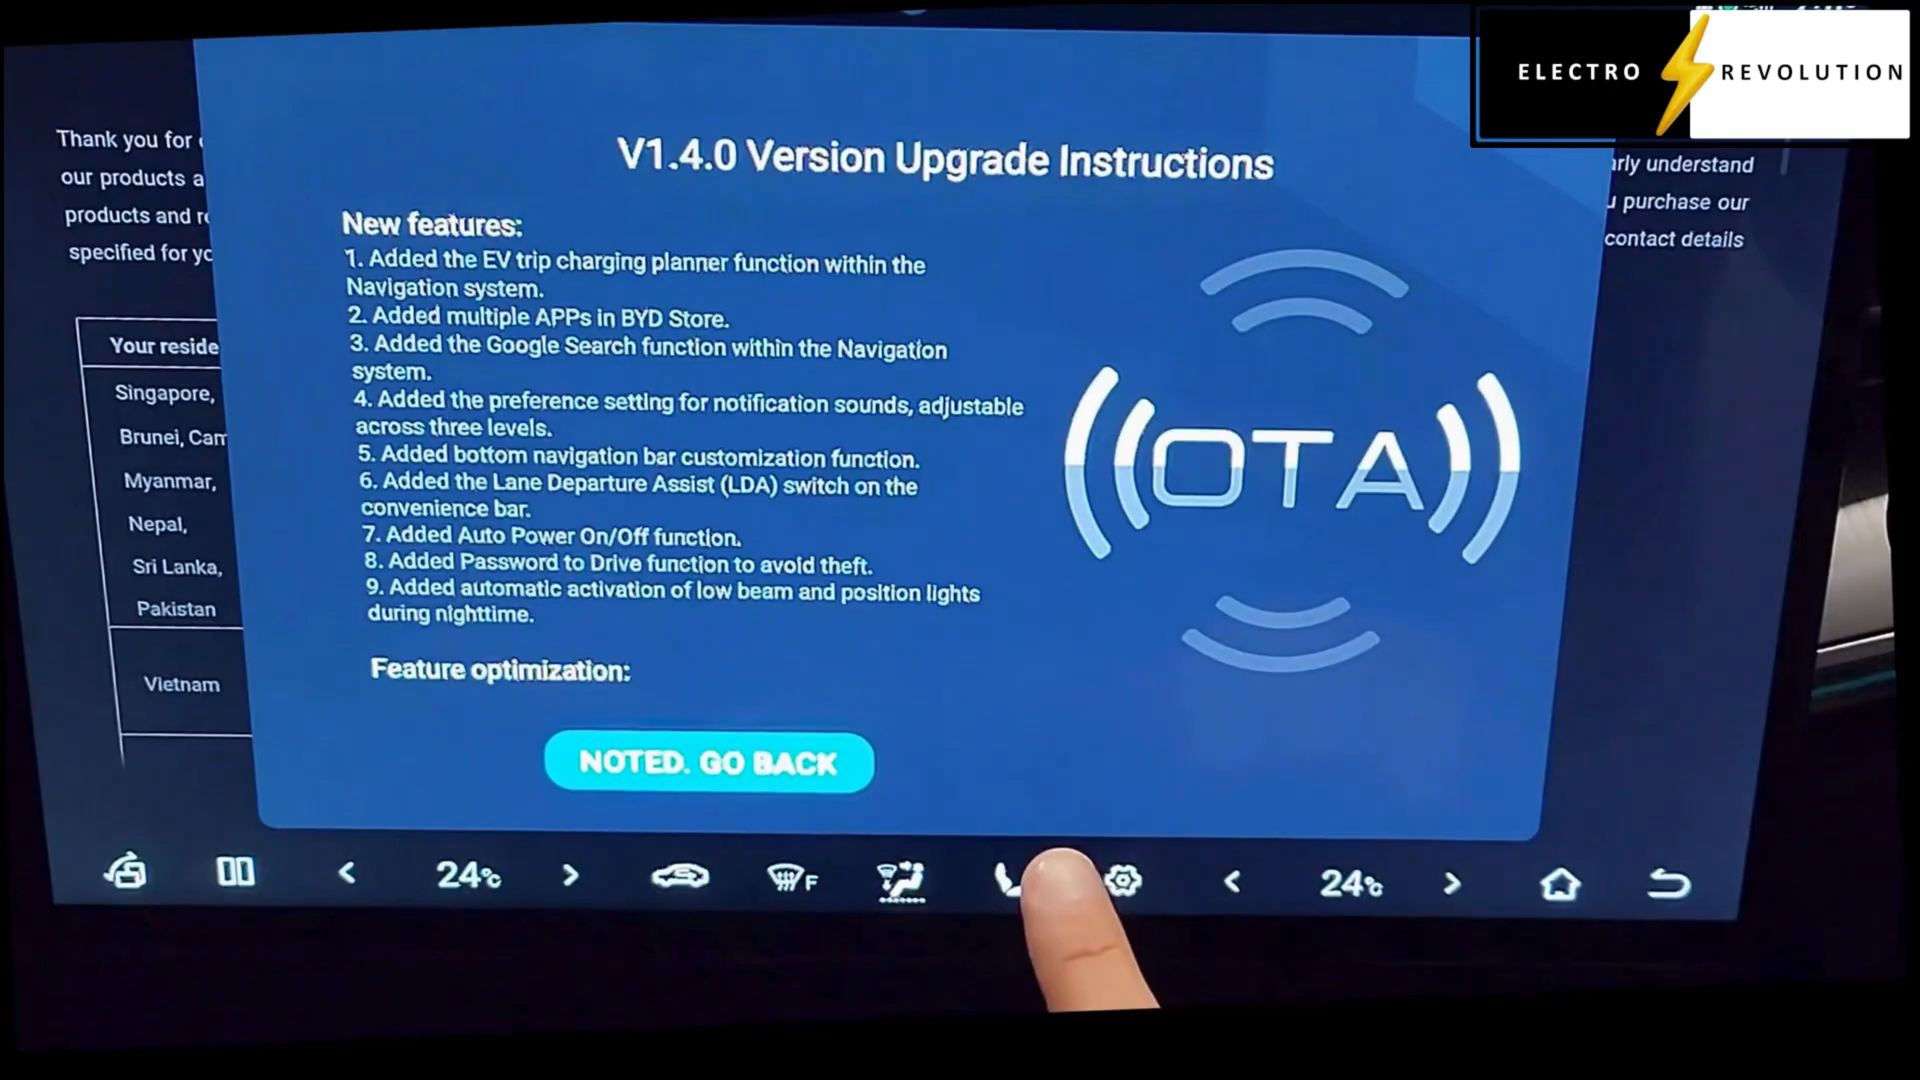 ELECTRO REVOLUTION
Thank you for
our products a
products and re
specified for yo
Your reside
Singapore,
Brunei, Cam
Myanmar,
Nepal,
Sri Lanka,
Pakistan
Vietnam
V1.4.0 Version Upgrade Instructions
New features:
1. Added the EV trip charging planner function within the
Navigation system.
2. Added multiple APPs in BYD Store.
3. Added the Google Search function within the Navigation
system.
4. Added the preference setting for notification sounds, adjustable
across three levels.
5. Added bottom navigation bar customization function.
6. Added the Lane Departure Assist (LDA) switch on the
convenience bar.
7. Added Auto Power On/Off function.
8. Added Password to Drive function to avoid theft.
9. Added automatic activation of low beam and position lights
during nighttime.
Feature optimization:
NOTED. GO BACK
OTA
rly understand
u purchase our
contact details
24°C
F
24°C